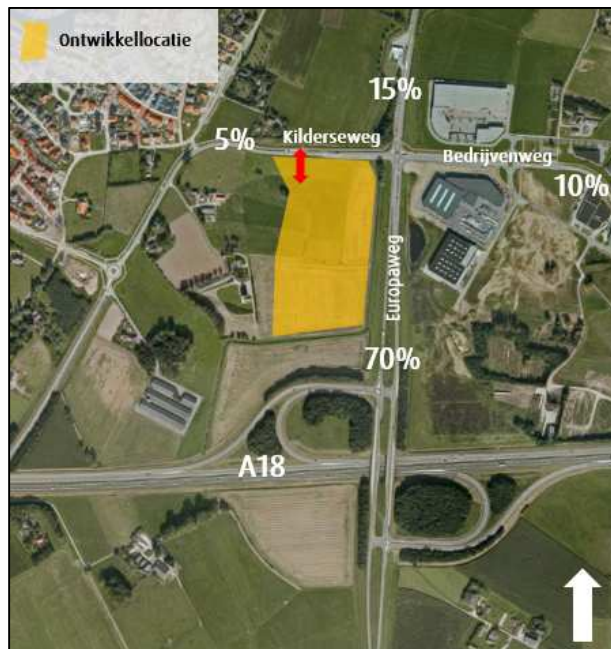 Ontwikkellocatie
15%
5%
Kilderseweg
Bedrijvenweg
10%
Europaweg
70%
A18